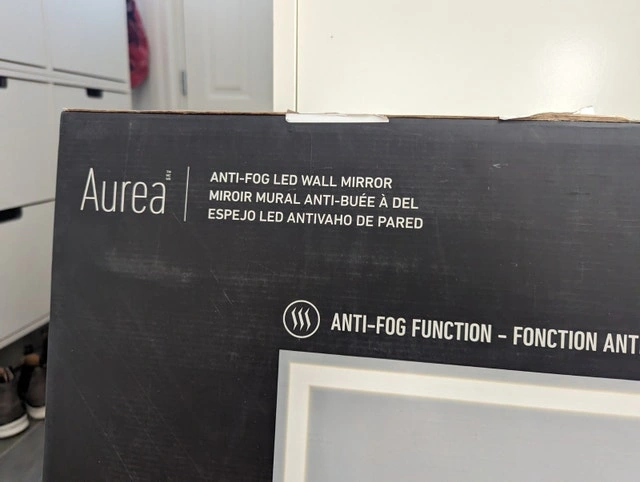 Aurea
ANTI-FOG LED WALL MIRROR
MIROIR MURAL ANTI-BUÉE À DEL
ESPEJO LED ANTIVAHO DE PARED
ANTI-FOG FUNCTION - FONCTION ANT